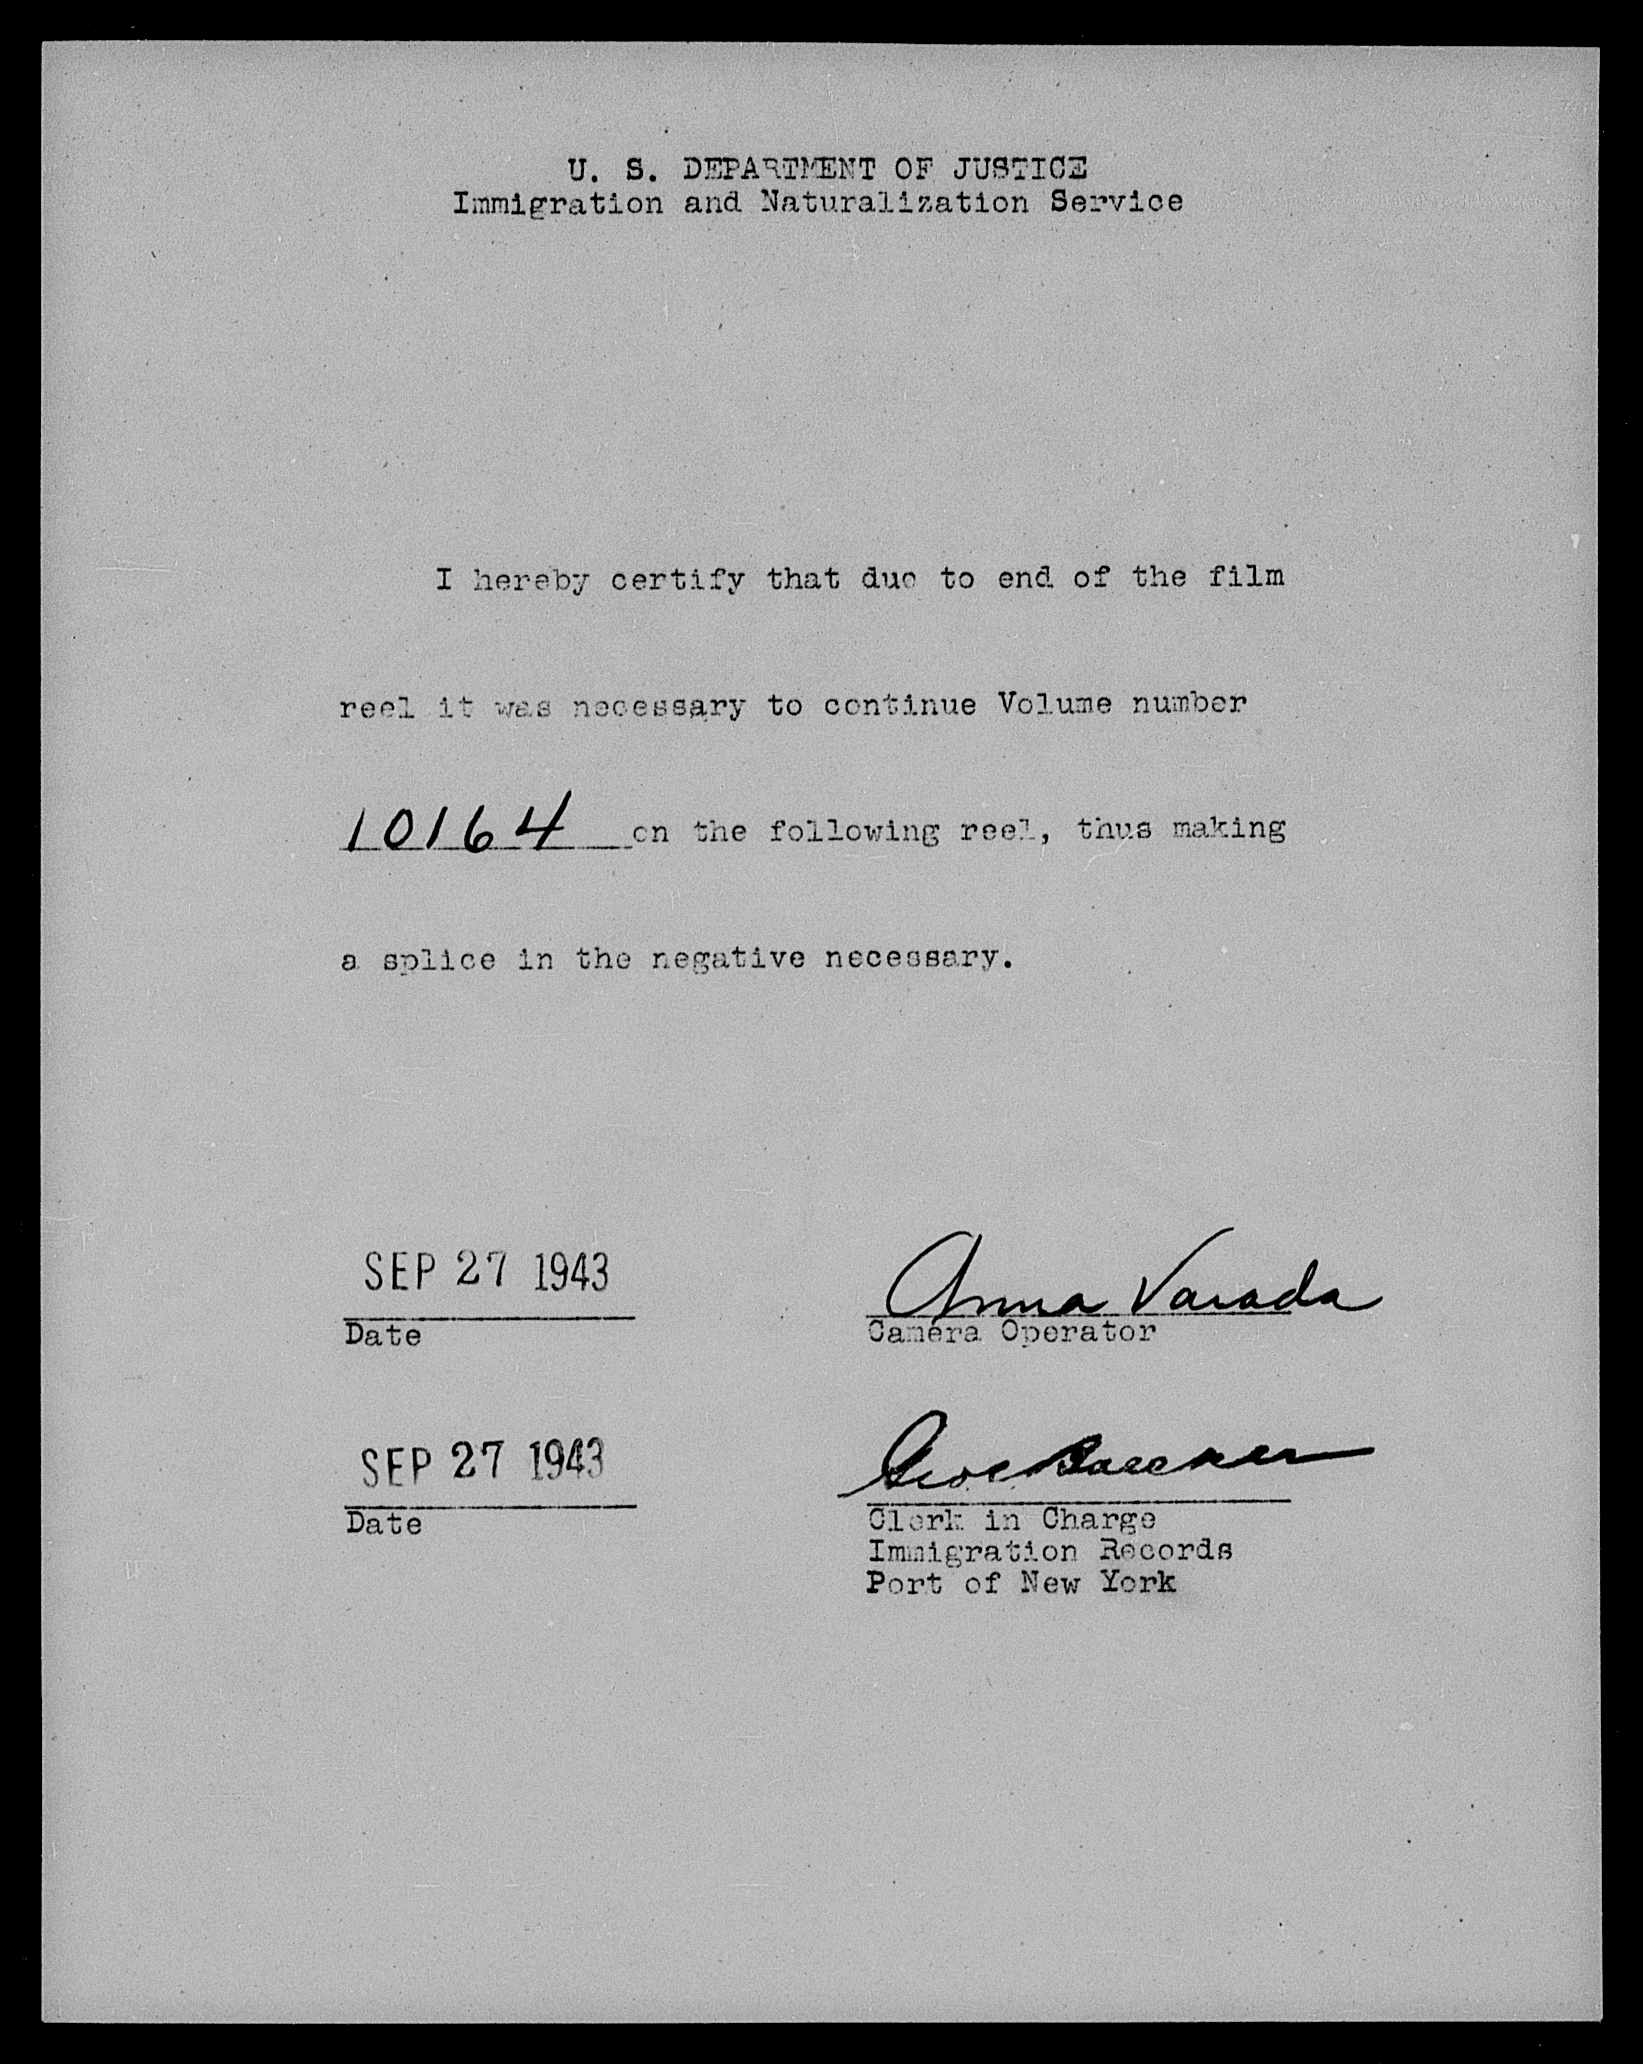 U. S. DEPARTMENT OF JUSTICE
Immigration and Naturalization Service
I hereby certify that due to end of the film
reel it was necessary to continue Volume number
10164 on the following reel, thus making
a splice in the negative necessary.
SEP 27 1943
Date
Anna Varada
Camera Operator
SEP 27 1943
Date
Clerk in Charge
Immigration Records
Port of New York